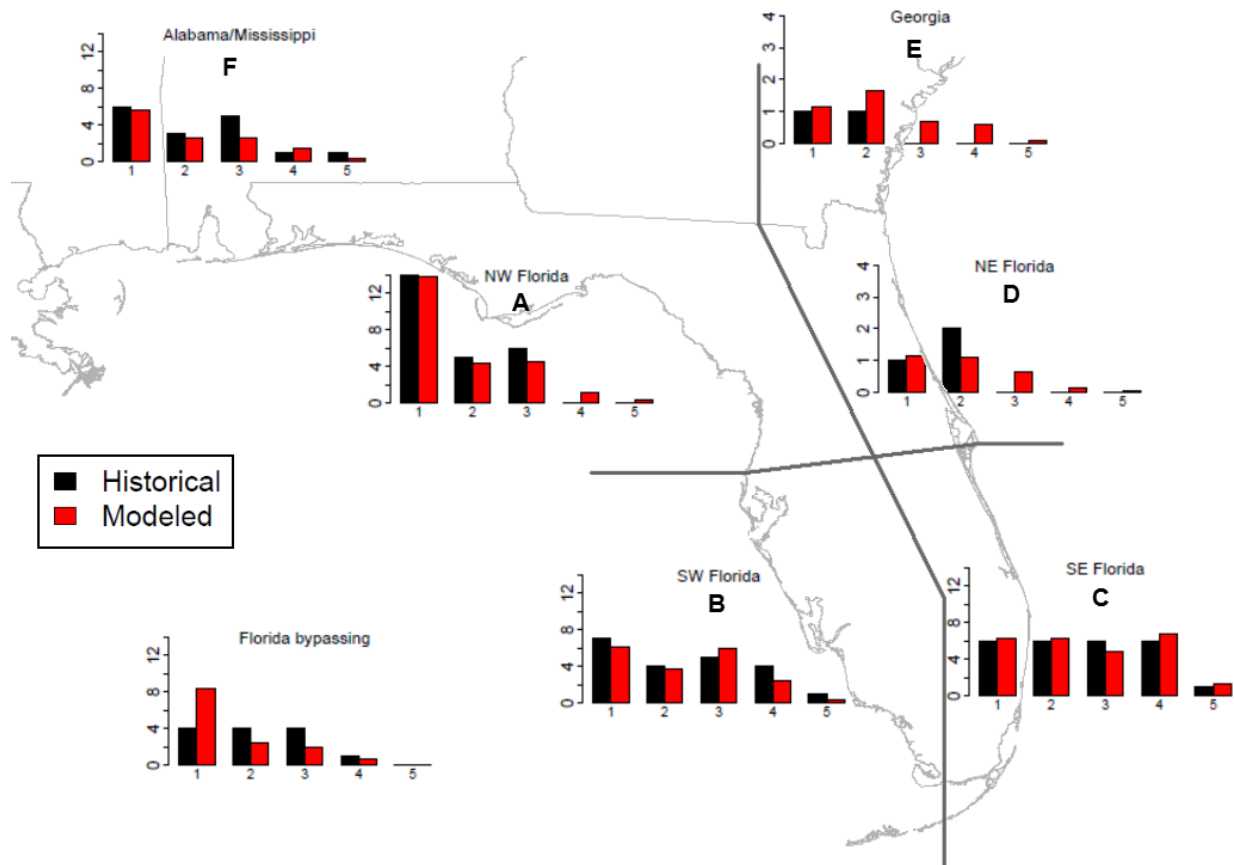 Alabama/Mississippi
F
0 4 8 12
1 2 3 4 5
Georgia
E
0 1 2 3 4
1 2 3 4 5
NW Florida
A
0 4 8 12
1 2 3 4 5
NE Florida
D
0 1 2 3 4
1 2 3 4 5
Historical
Modeled
SW Florida
B
0 4 8 12
1 2 3 4 5
SE Florida
C
0 4 8 12
1 2 3 4 5
Florida bypassing
0 4 8 12
1 2 3 4 5